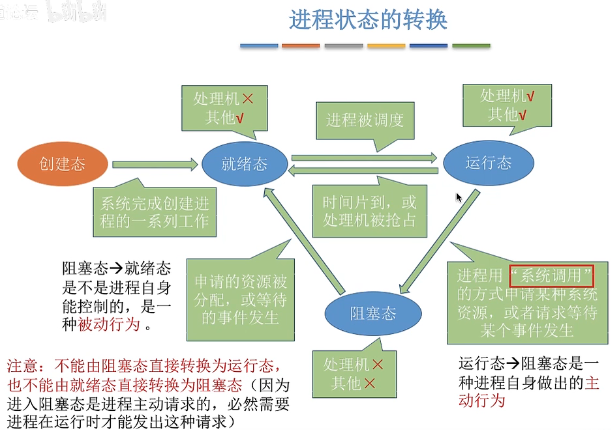 进程状态的转换
处理机×
其他√
处理机√
其他√
进程被调度
创建态
就绪态
运行态
系统完成创建进
程的一系列工作
时间片到，或
处理机被抢占
阻塞态→就绪态
是不是进程自身
能控制的，是一
种被动行为。
申请的资源被
分配，或等待
的事件发生
进程用“系统调用”
的方式申请某种系统
资源，或者请求等待
某个事件发生
阻塞态
处理机×
其他×
注意：不能由阻塞态直接转换为运行态，
也不能由就绪态直接转换为阻塞态（因为
进入阻塞态是进程主动请求的，必然需要
进程在运行时才能发出这种请求）
运行态→阻塞态是一
种进程自身做出的主
动行为